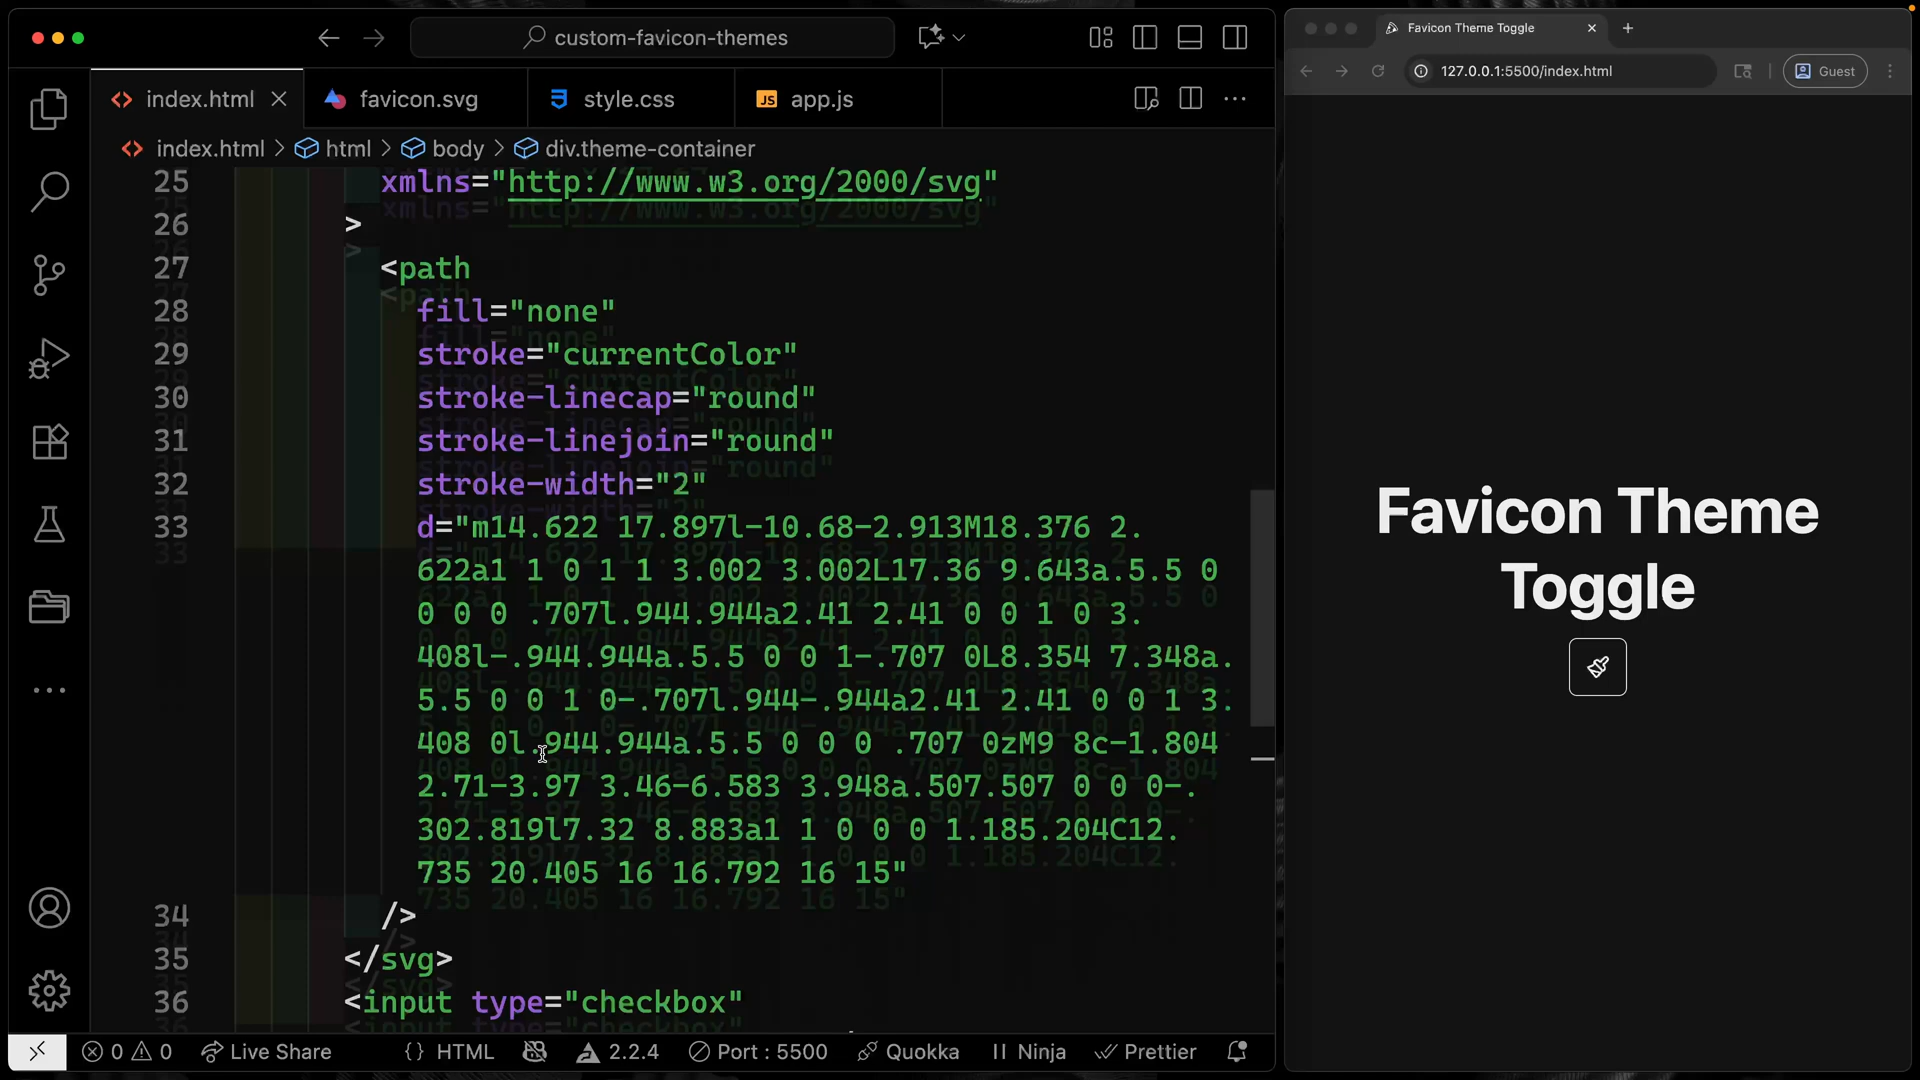 custom-favicon-themes
Favicon Theme Toggle
127.0.0.1:5500/index.html
Guest
index.html
favicon.svg
style.css
JS app.js
index.html > html > body > div.theme-container
25 xmlns="http://www.w3.org/2000/svg"
26 >
27 <path
28 fill="none"
29 stroke="currentColor"
30 stroke-linecap="round"
31 stroke-linejoin="round"
32 stroke-width="2"
33 d="m14.622 17.897l-10.68-2.913M18.376 2.
622a1 1 0 1 1 3.002 3.002L17.36 9.643a.5.5 0
0 0 0 .707l.944.944a2.41 2.41 0 0 1 0 3.
408l-.944.944a.5.5 0 0 1-.707 0L8.354 7.348a.
5.5 0 0 1 0-.707l.944-.944a2.41 2.41 0 0 1 3.
408 0l.944.944a.5.5 0 0 0 .707 0zM9 8c-1.804
2.71-3.97 3.46-6.583 3.948a.507.507 0 0 0-.
302.819l7.32 8.883a1 1 0 0 0 1.185.204C12.
735 20.405 16 16.792 16 15"
34 />
35 </svg>
36 <input type="checkbox"
Favicon Theme
Toggle
0 0 Live Share {} HTML 2.2.4 Port : 5500 Quokka Ninja Prettier